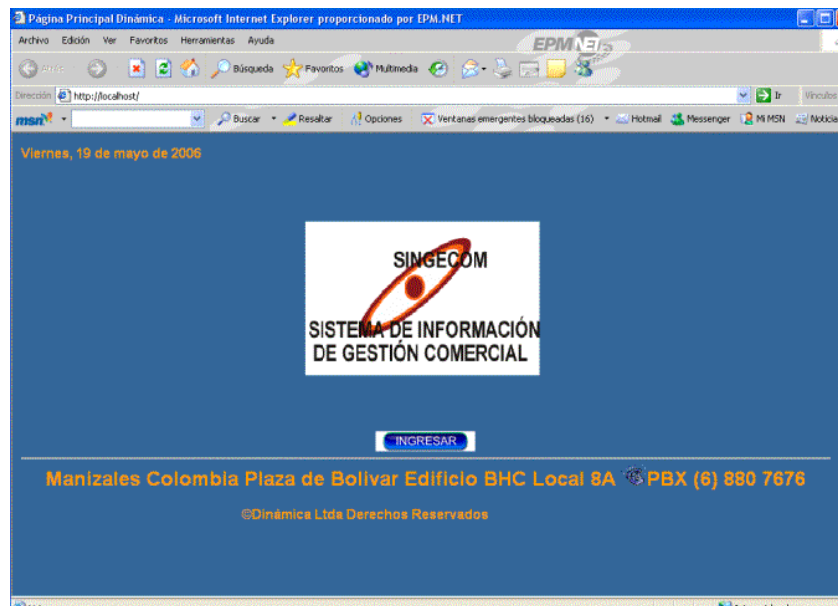 Página Principal Dinámica - Microsoft Internet Explorer proporcionado por EPM.NET
Archivo Edición Ver Favoritos Herramientas Ayuda
EPM NET
Atrás Búsqueda Favoritos Multimedia
Dirección http://localhost/ Ir Vínculos
msn Buscar Resaltar Opciones Ventanas emergentes bloqueadas (16) Hotmail Messenger Mi MSN Noticia
Viernes, 19 de mayo de 2006
SINGECOM
SISTEMA DE INFORMACIÓN
DE GESTIÓN COMERCIAL
INGRESAR
Manizales Colombia Plaza de Bolivar Edificio BHC Local 8A PBX (6) 880 7676
©Dinámica Ltda Derechos Reservados